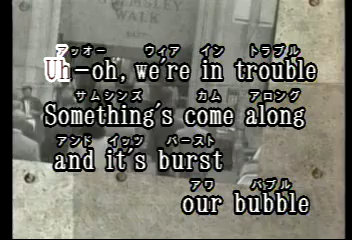 WALK
アッオー ウィア イン トラブル
Uh-oh, we're in trouble
サムシンズ カム アロング
Something's come along
アンド イッツ バースト
and it's burst
アワ バブル
our bubble